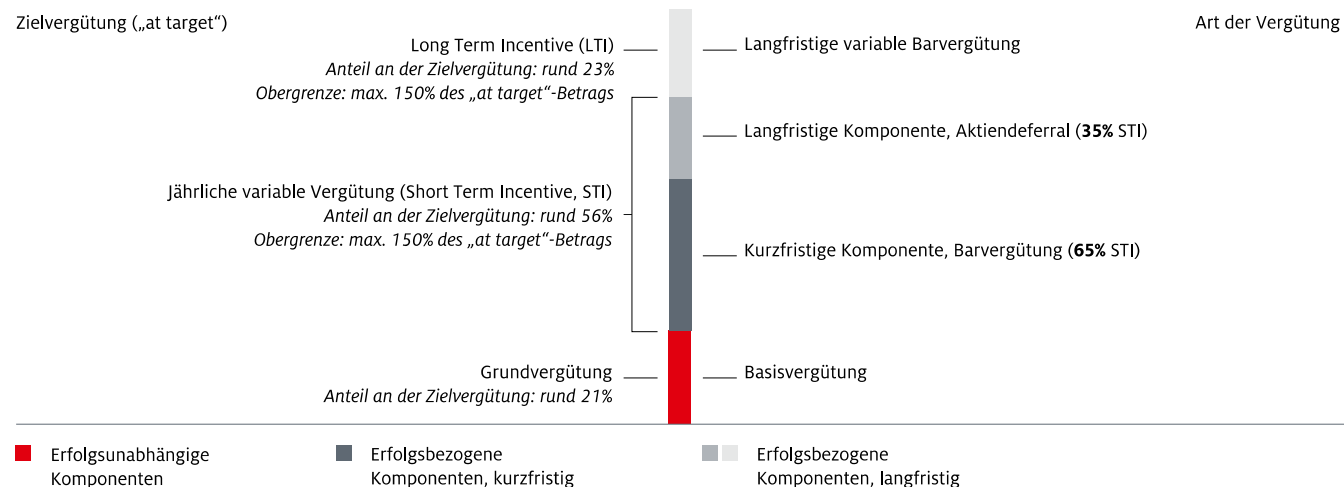 Zielvergütung („at target“)
Art der Vergütung
Long Term Incentive (LTI)
Anteil an der Zielvergütung: rund 23%
Obergrenze: max. 150% des „at target“-Betrags
Langfristige variable Barvergütung
Langfristige Komponente, Aktiendeferral (35% STI)
Jährliche variable Vergütung (Short Term Incentive, STI)
Anteil an der Zielvergütung: rund 56%
Obergrenze: max. 150% des „at target“-Betrags
Kurzfristige Komponente, Barvergütung (65% STI)
Grundvergütung
Anteil an der Zielvergütung: rund 21%
Basisvergütung
Erfolgsunabhängige
Komponenten
Erfolgsbezogene
Komponenten, kurzfristig
Erfolgsbezogene
Komponenten, langfristig